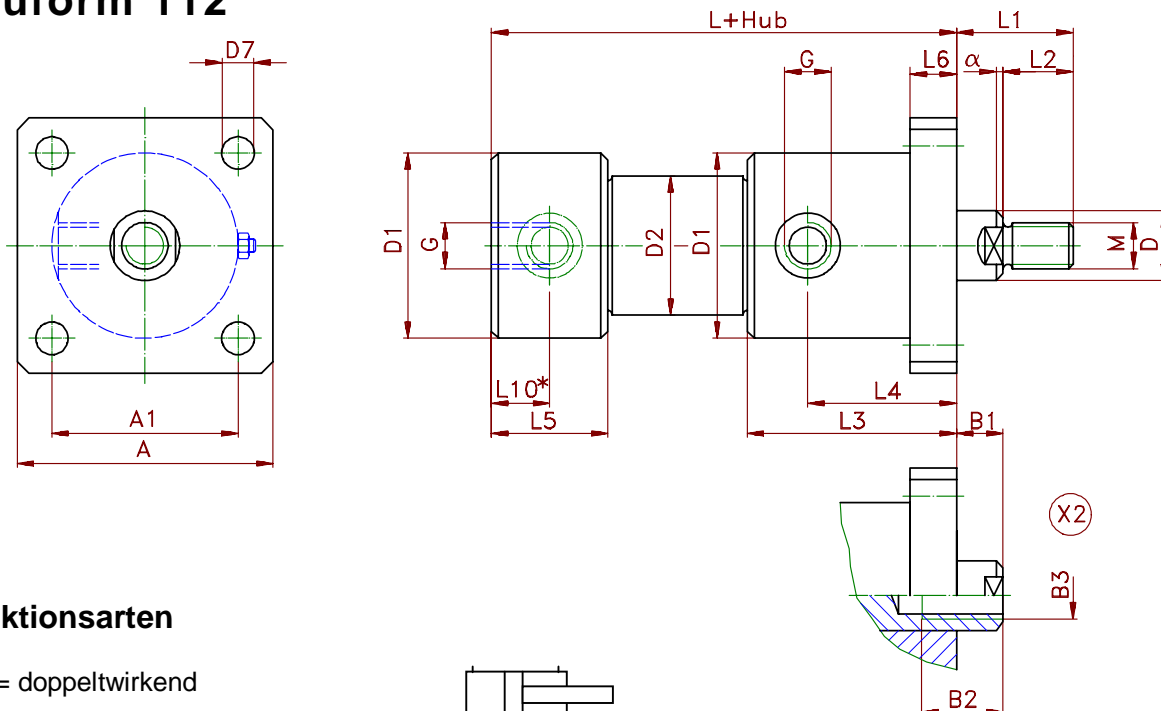 uform 112
D7
L+Hub
L1
G
L6
α
L2
D1
G
D2
D1
M
D
L10*
L5
L4
L3
B1
A1
A
X2
B3
B2
ktionsarten
= doppeltwirkend